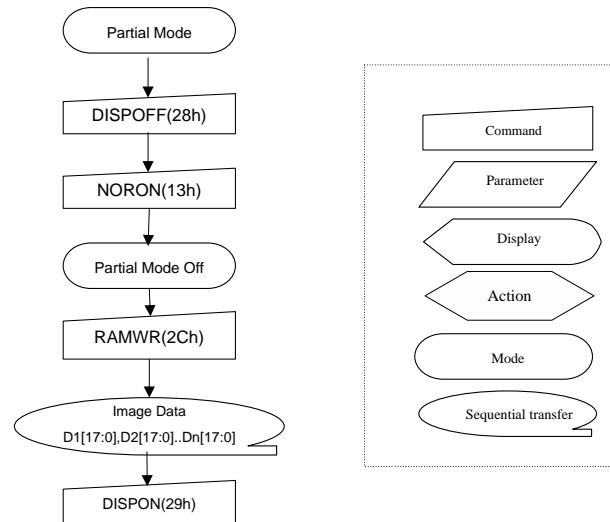 Partial Mode
DISPOFF(28h)
NORON(13h)
Partial Mode Off
RAMWR(2Ch)
Image Data
D1[17:0],D2[17:0]..Dn[17:0]
DISPON(29h)
Command
Parameter
Display
Action
Mode
Sequential transfer